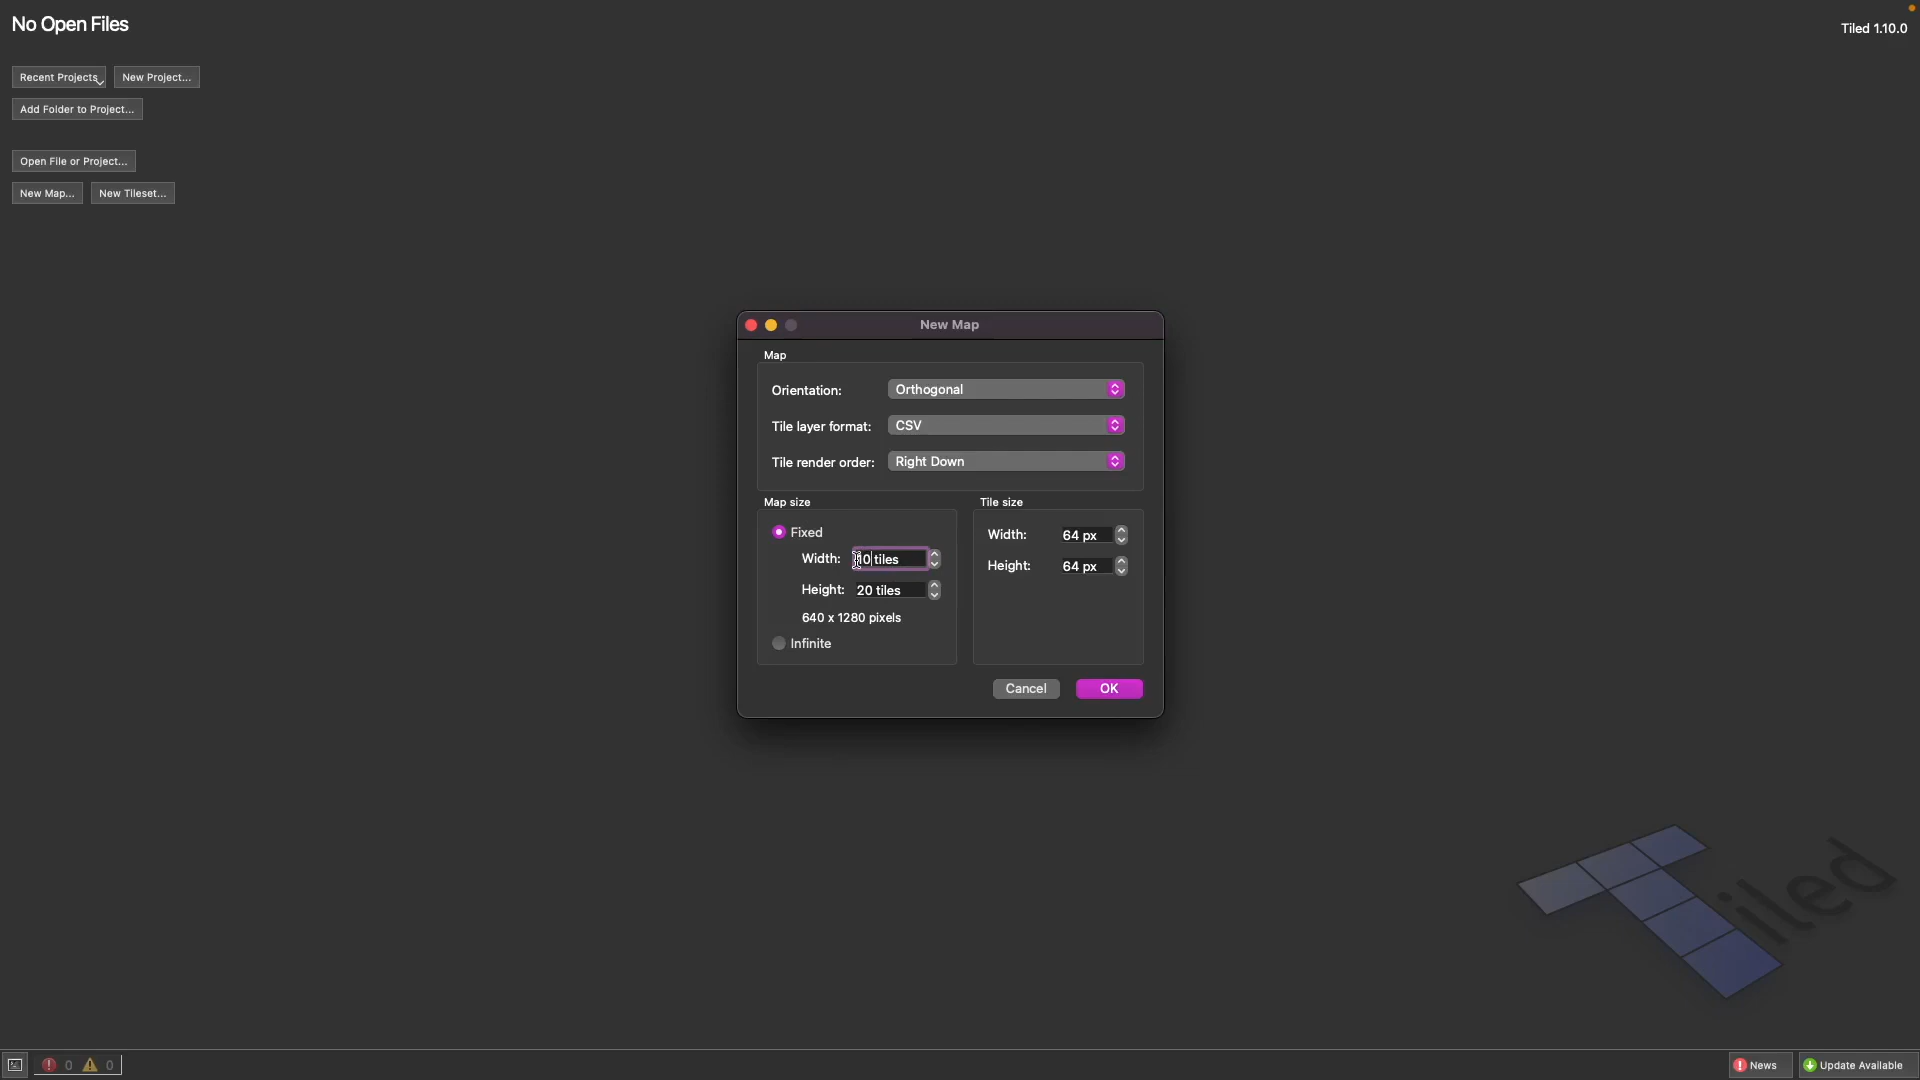 No Open Files
Tiled 1.10.0
Recent Projects
New Project...
Add Folder to Project...
Open File or Project...
New Map...
New Tileset...
New Map
Map
Orientation:
Orthogonal
Tile layer format:
CSV
Tile render order:
Right Down
Map size
Tile size
Fixed
Width:
10 tiles
Height:
20 tiles
640 x 1280 pixels
Infinite
Width:
64 px
Height:
64 px
Cancel
OK
Tiled
0
0
News
Update Available